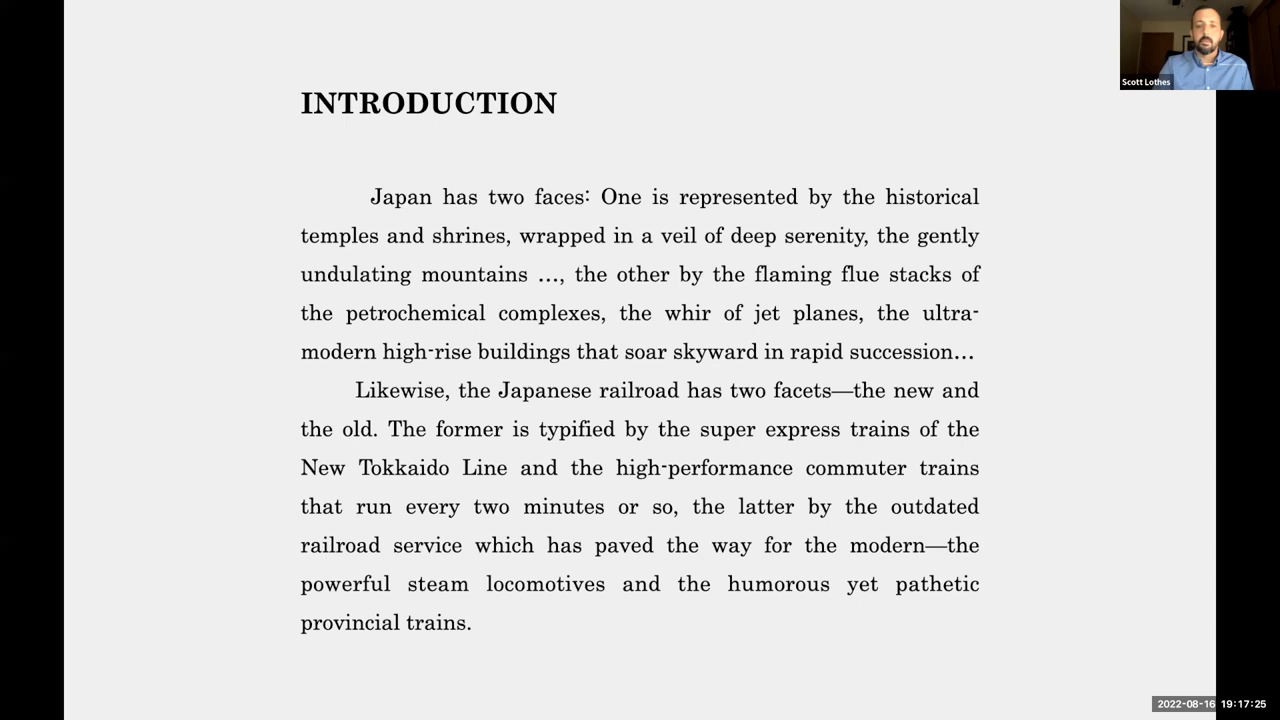 Scott Lothes
INTRODUCTION
Japan has two faces: One is represented by the historical
temples and shrines, wrapped in a veil of deep serenity, the gently
undulating mountains …, the other by the flaming flue stacks of
the petrochemical complexes, the whir of jet planes, the ultra-
modern high-rise buildings that soar skyward in rapid succession…
Likewise, the Japanese railroad has two facets—the new and
the old. The former is typified by the super express trains of the
New Tokkaido Line and the high-performance commuter trains
that run every two minutes or so, the latter by the outdated
railroad service which has paved the way for the modern—the
powerful steam locomotives and the humorous yet pathetic
provincial trains.
2022-08-16 19:17:25